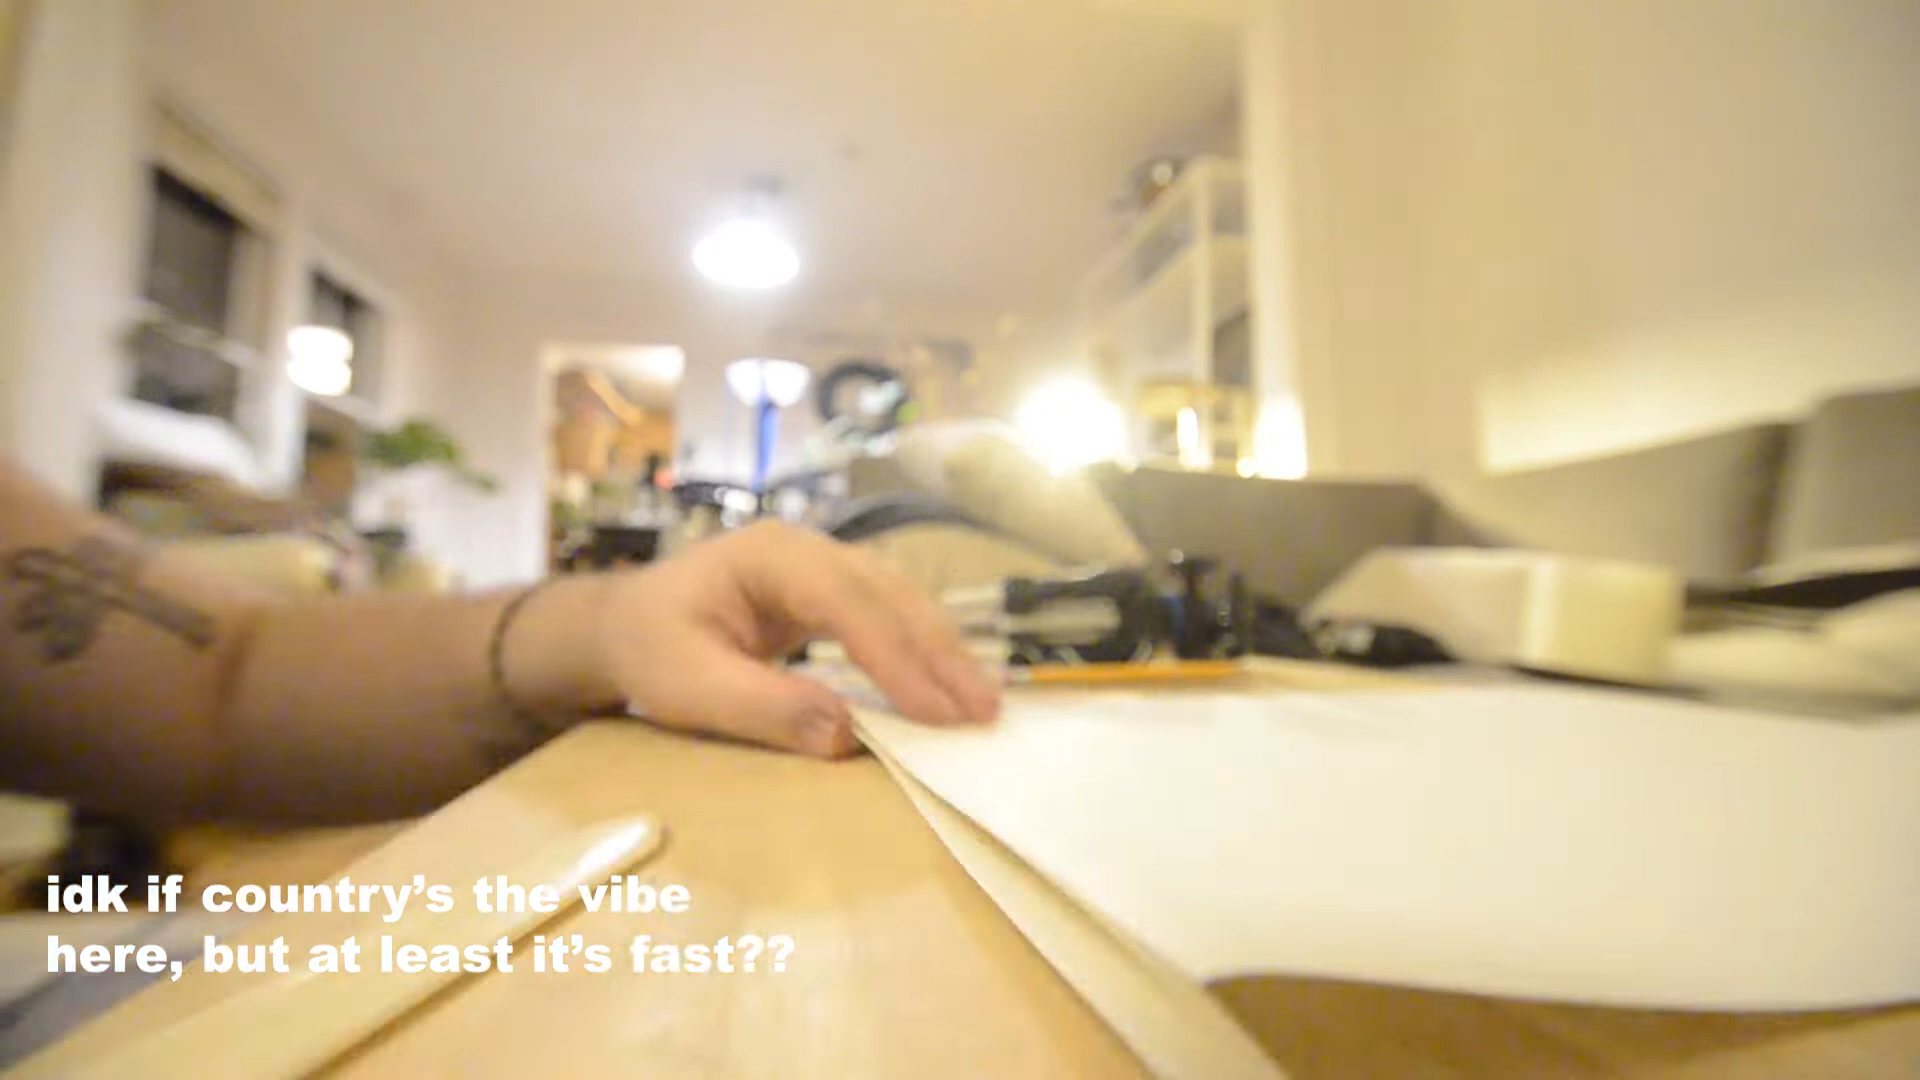 idk if country’s the vibe
here, but at least it’s fast??